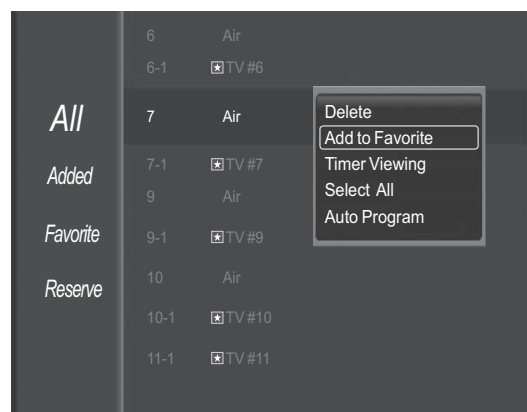 All
Added
Favorite
Reserve
6 Air
6-1 TV #6
7 Air
7-1 TV #7
9 Air
9-1 TV #9
10 Air
10-1 TV #10
11-1 TV #11
Delete
Add to Favorite
Timer Viewing
Select All
Auto Program